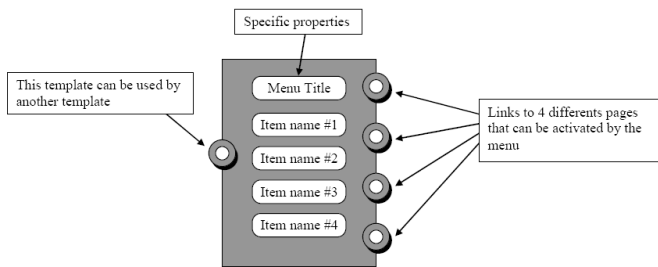 Specific properties
This template can be used by
another template
Menu Title
Item name #1
Item name #2
Item name #3
Item name #4
Links to 4 differents pages
that can be activated by the
menu